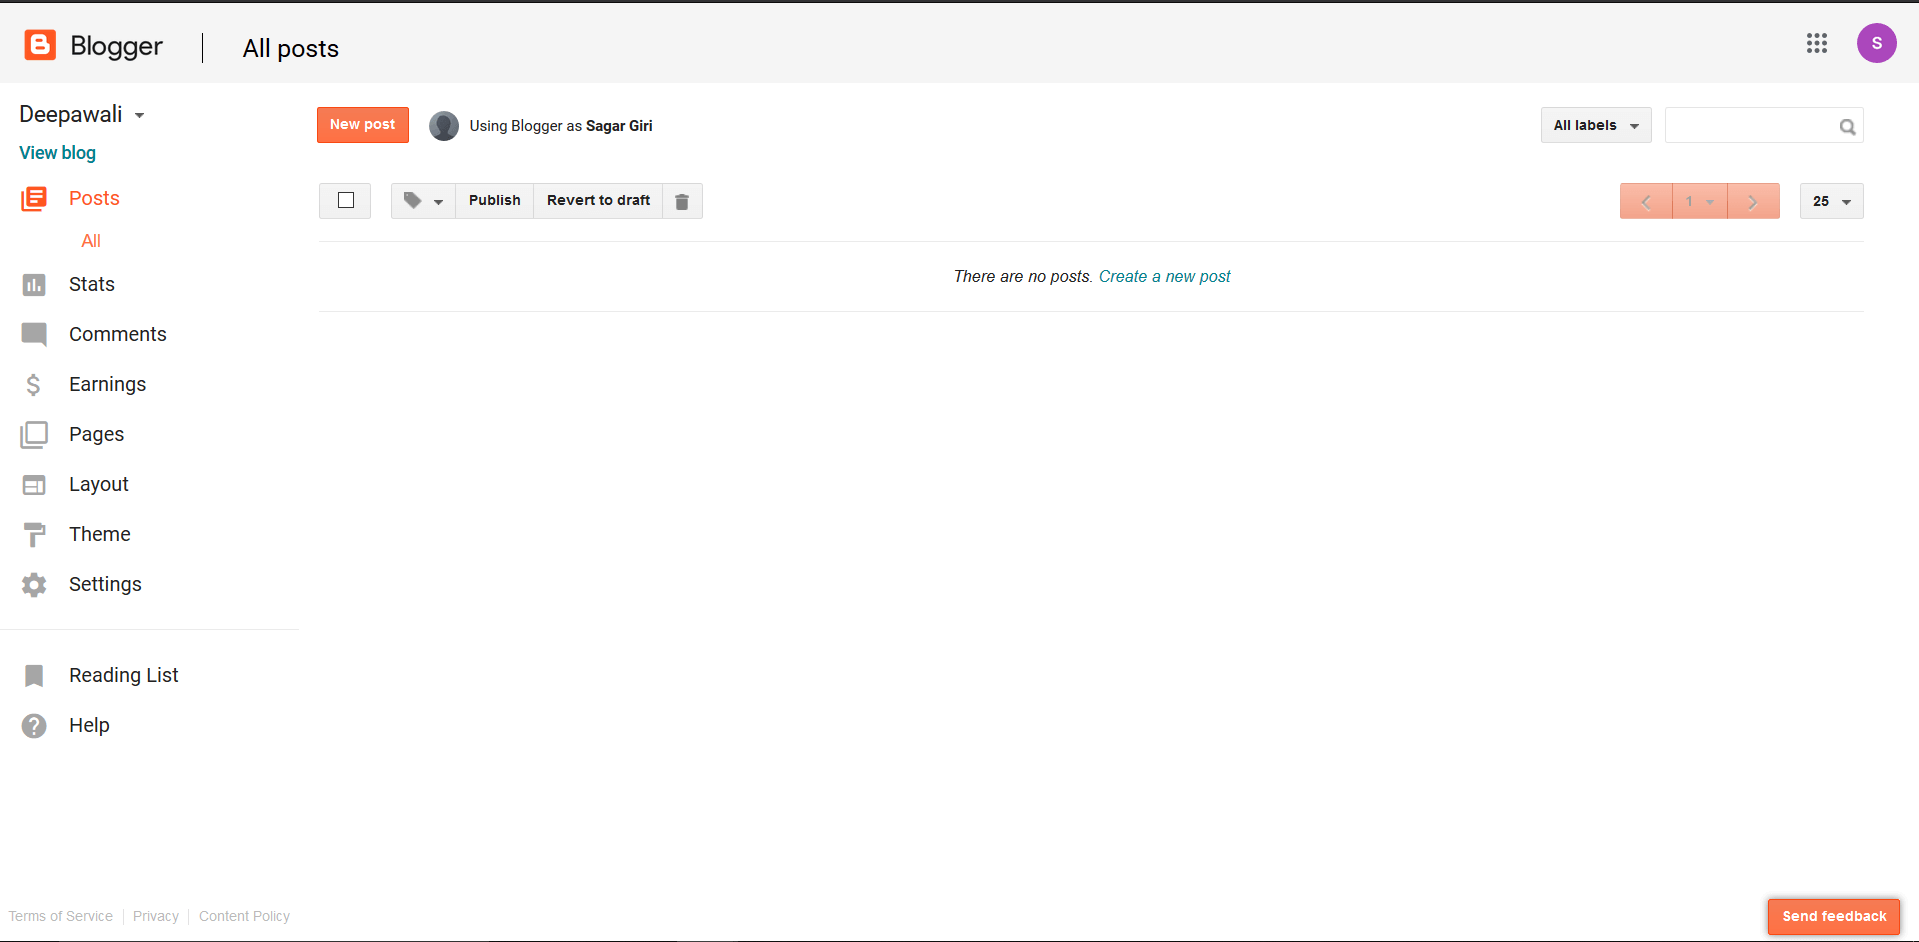 Blogger All posts S
Deepawali
View blog
New post Using Blogger as Sagar Giri All labels
Posts
All
Publish Revert to draft 1 25
There are no posts. Create a new post
Stats
Comments
Earnings
Pages
Layout
Theme
Settings
Reading List
Help
Terms of Service Privacy Content Policy
Send feedback